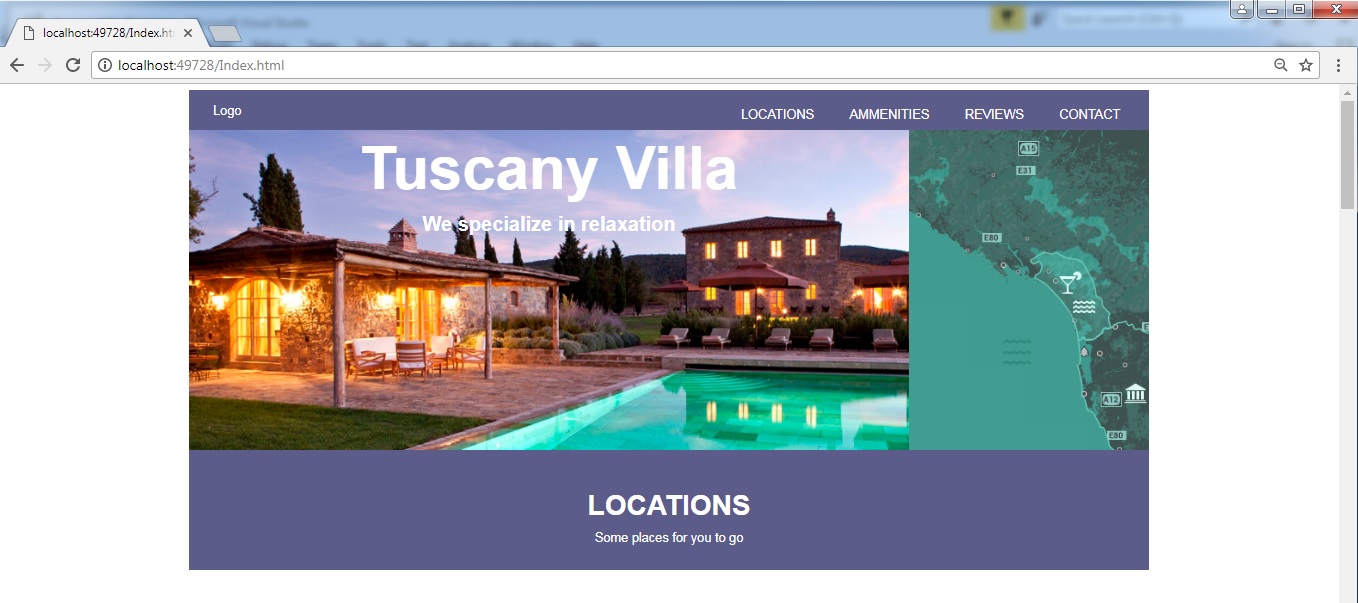 localhost:49728/Index.ht
localhost:49728/Index.html
Logo
LOCATIONS AMMENITIES REVIEWS CONTACT
Tuscany Villa
We specialize in relaxation
A15
E31
E80
A12
E80
LOCATIONS
Some places for you to go